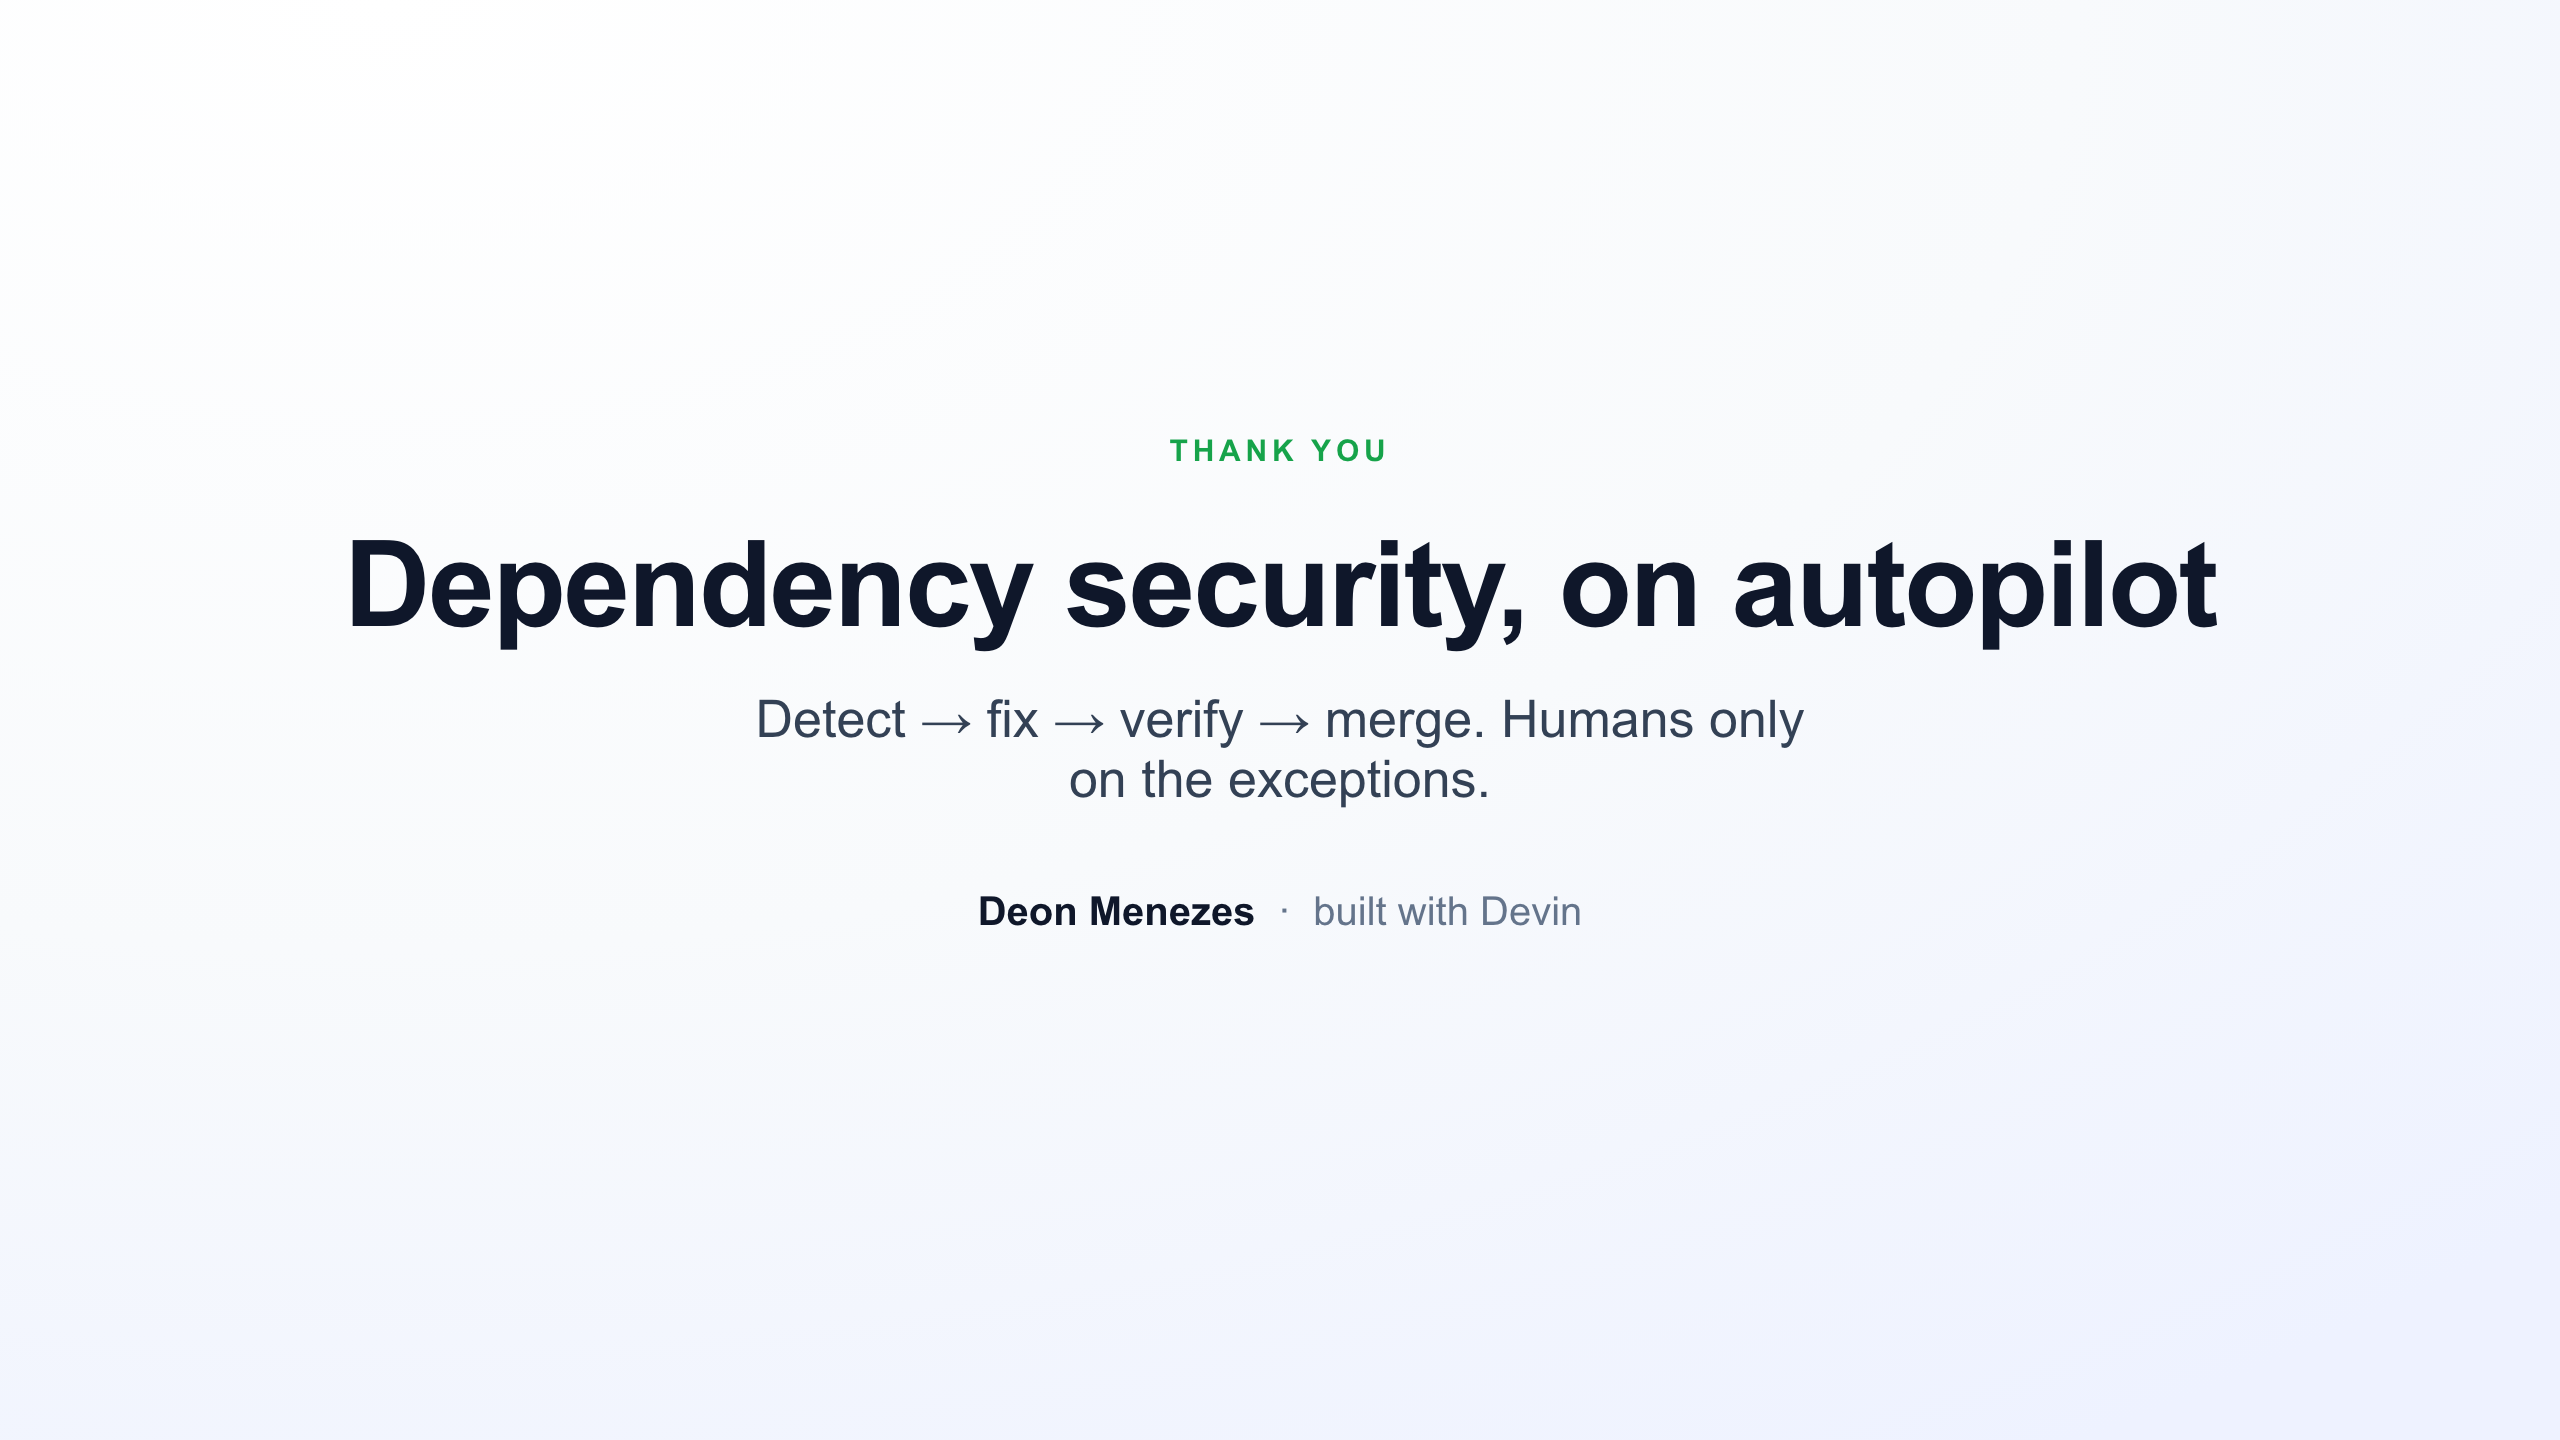 THANK YOU
Dependency security, on autopilot
Detect → fix → verify → merge. Humans only
on the exceptions.
Deon Menezes · built with Devin